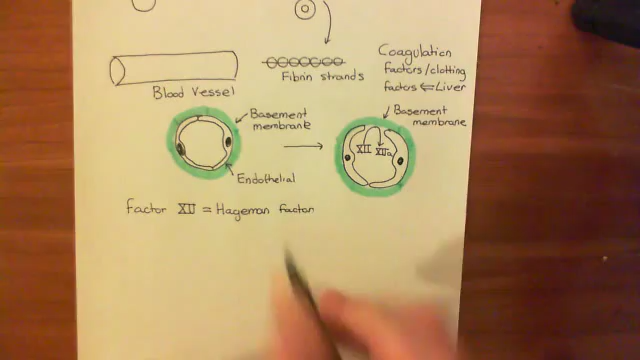 Blood Vessel
Fibrin strands
Coagulation
factors/clotting
factors ⇐ Liver
Basement
membrane
Endothelial
Basement
membrane
XII
XIIa
Factor XII = Hageman factor